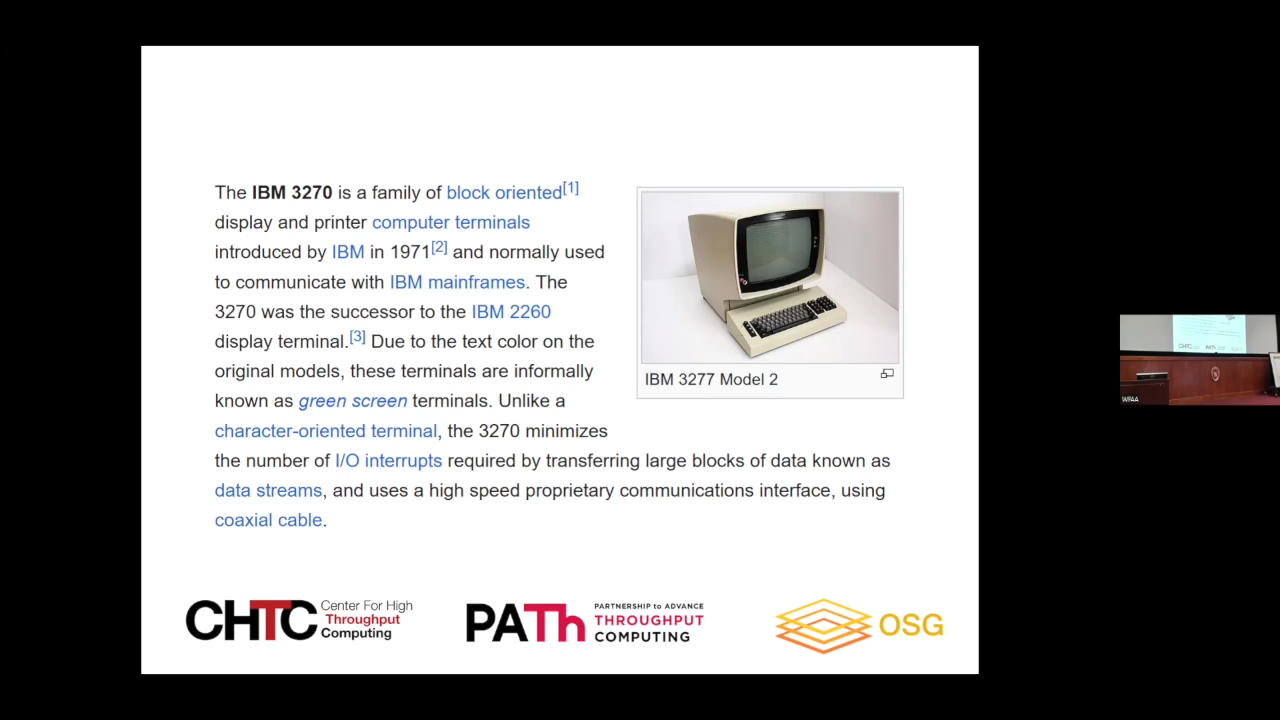 The IBM 3270 is a family of block oriented[1]
display and printer computer terminals
introduced by IBM in 1971[2] and normally used
to communicate with IBM mainframes. The
3270 was the successor to the IBM 2260
display terminal.[3] Due to the text color on the
original models, these terminals are informally
known as green screen terminals. Unlike a
character-oriented terminal, the 3270 minimizes
the number of I/O interrupts required by transferring large blocks of data known as
data streams, and uses a high speed proprietary communications interface, using
coaxial cable.
IBM 3277 Model 2
CHTC Center For High
Throughput
Computing
PATh PARTNERSHIP to ADVANCE
THROUGHPUT
COMPUTING
OSG